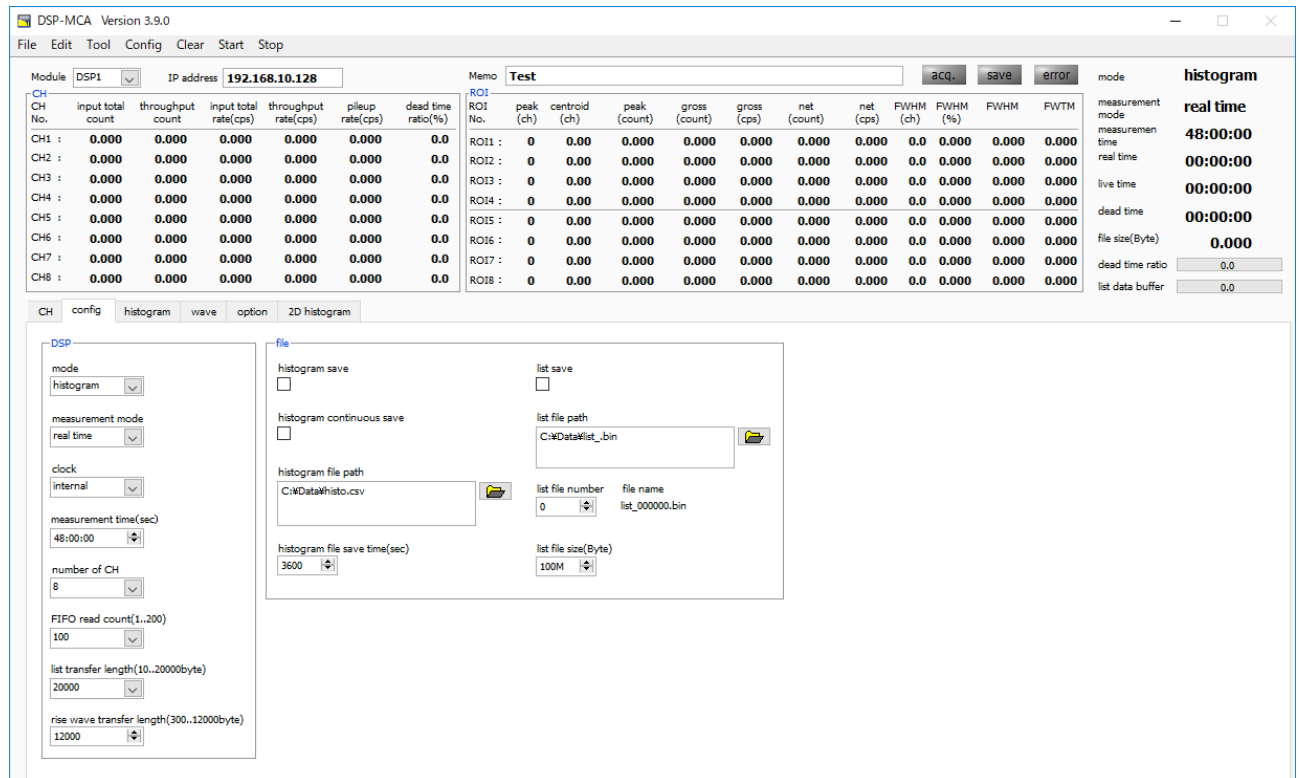 DSP-MCA Version 3.9.0
File Edit Tool Config Clear Start Stop
Module DSP1 IP address 192.168.10.128 Memo Test acq. save error mode histogram
CH
CH No. input total count throughput count input total rate(cps) throughput rate(cps) pileup rate(cps) dead time ratio(%)
CH1 : 0.000 0.000 0.000 0.000 0.000 0.0
CH2 : 0.000 0.000 0.000 0.000 0.000 0.0
CH3 : 0.000 0.000 0.000 0.000 0.000 0.0
CH4 : 0.000 0.000 0.000 0.000 0.000 0.0
CH5 : 0.000 0.000 0.000 0.000 0.000 0.0
CH6 : 0.000 0.000 0.000 0.000 0.000 0.0
CH7 : 0.000 0.000 0.000 0.000 0.000 0.0
CH8 : 0.000 0.000 0.000 0.000 0.000 0.0
ROI
ROI No. peak (ch) centroid (ch) peak (count) gross (count) gross (cps) net (count) net (cps) FWHM (ch) FWHM (%) FWHM FWTM
ROI1 : 0 0.00 0.000 0.000 0.000 0.000 0.000 0.0 0.000 0.000 0.000
ROI2 : 0 0.00 0.000 0.000 0.000 0.000 0.000 0.0 0.000 0.000 0.000
ROI3 : 0 0.00 0.000 0.000 0.000 0.000 0.000 0.0 0.000 0.000 0.000
ROI4 : 0 0.00 0.000 0.000 0.000 0.000 0.000 0.0 0.000 0.000 0.000
ROI5 : 0 0.00 0.000 0.000 0.000 0.000 0.000 0.0 0.000 0.000 0.000
ROI6 : 0 0.00 0.000 0.000 0.000 0.000 0.000 0.0 0.000 0.000 0.000
ROI7 : 0 0.00 0.000 0.000 0.000 0.000 0.000 0.0 0.000 0.000 0.000
ROI8 : 0 0.00 0.000 0.000 0.000 0.000 0.000 0.0 0.000 0.000 0.000
measurement mode real time
measuremen time 48:00:00
real time 00:00:00
live time 00:00:00
dead time 00:00:00
file size(Byte) 0.000
dead time ratio 0.0
list data buffer 0.0
CH config histogram wave option 2D histogram
DSP
mode
histogram
measurement mode
real time
clock
internal
measurement time(sec)
48:00:00
number of CH
8
FIFO read count(1..200)
100
list transfer length(10..20000byte)
20000
rise wave transfer length(300..12000byte)
12000
file
histogram save
histogram continuous save
histogram file path
C:¥Data¥histo.csv
histogram file save time(sec)
3600
list save
list file path
C:¥Data¥list_.bin
list file number file name
0 list_000000.bin
list file size(Byte)
100M